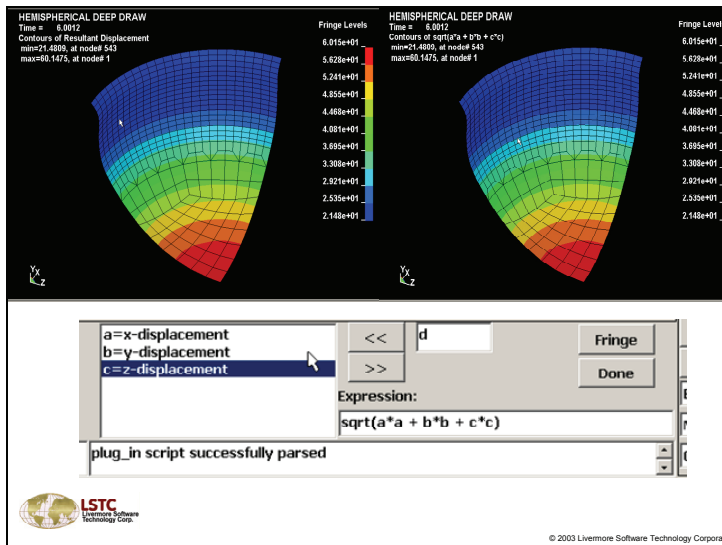 HEMISPHERICAL DEEP DRAW
Time = 6.0012
Contours of Resultant Displacement
min=21.4809, at node# 543
max=60.1475, at node# 1
Fringe Levels
6.015e+01
5.628e+01
5.241e+01
4.855e+01
4.468e+01
4.081e+01
3.695e+01
3.308e+01
2.921e+01
2.535e+01
2.148e+01
Y
X
Z
HEMISPHERICAL DEEP DRAW
Time = 6.0012
Contours of sqrt(a*a + b*b + c*c)
min=21.4809, at node# 543
max=60.1475, at node# 1
Fringe Level
6.015e+01
5.628e+01
5.241e+01
4.855e+01
4.468e+01
4.001e+01
3.695e+01
3.308e+01
2.921e+01
2.535e+01
2.148e+01
Y
X
Z
a=x-displacement
b=y-displacement
c=z-displacement
<<
>>
d
Fringe
Done
Expression:
sqrt(a*a + b*b + c*c)
plug_in script successfully parsed
LSTC
Livermore Software
Technology Corp.
© 2003 Livermore Software Technology Corpora